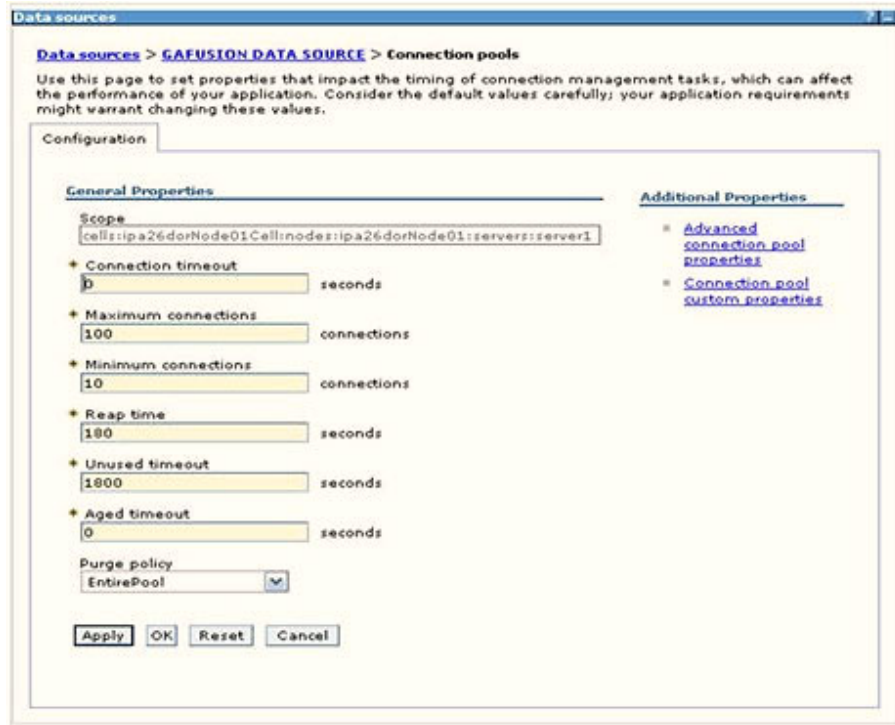 Data sources
? -
Data sources > GAFUSION DATA SOURCE > Connection pools
Use this page to set properties that impact the timing of connection management tasks, which can affect
the performance of your application. Consider the default values carefully; your application requirements
might warrant changing these values.
Configuration
General Properties
Scope
cells:ipa26dorNode01Cell:nodes:ipa26dorNode01:servers:server1
* Connection timeout
0 seconds
* Maximum connections
100 connections
* Minimum connections
10 connections
* Reap time
180 seconds
* Unused timeout
1800 seconds
* Aged timeout
0 seconds
Purge policy
EntirePool
Apply OK Reset Cancel
Additional Properties
Advanced
connection pool
properties
Connection pool
custom properties